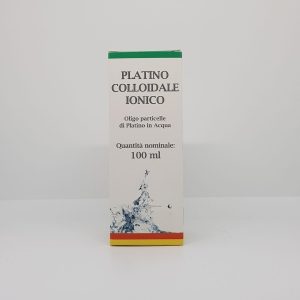 PLATINO
COLLOIDALE
IONICO
Oligo particelle
di Platino in Acqua
Quantità nominale:
100 ml